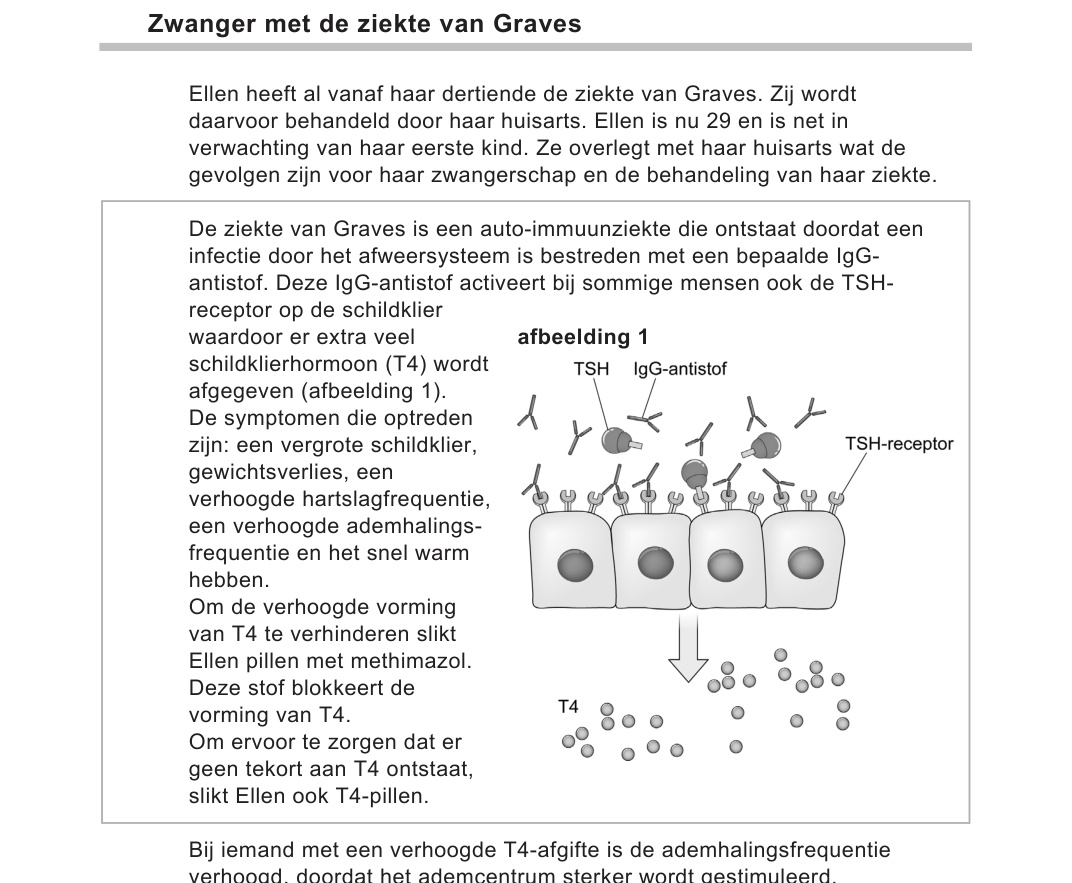 Zwanger met de ziekte van Graves
Ellen heeft al vanaf haar dertiende de ziekte van Graves. Zij wordt
daarvoor behandeld door haar huisarts. Ellen is nu 29 en is net in
verwachting van haar eerste kind. Ze overlegt met haar huisarts wat de
gevolgen zijn voor haar zwangerschap en de behandeling van haar ziekte.
De ziekte van Graves is een auto-immuunziekte die ontstaat doordat een
infectie door het afweersysteem is bestreden met een bepaalde IgG-
antistof. Deze IgG-antistof activeert bij sommige mensen ook de TSH-
receptor op de schildklier
waardoor er extra veel
schildklierhormoon (T4) wordt
afgegeven (afbeelding 1).
De symptomen die optreden
zijn: een vergrote schildklier,
gewichtsverlies, een
verhoogde hartslagfrequentie,
een verhoogde ademhalings-
frequentie en het snel warm
hebben.
Om de verhoogde vorming
van T4 te verhinderen slikt
Ellen pillen met methimazol.
Deze stof blokkeert de
vorming van T4.
Om ervoor te zorgen dat er
geen tekort aan T4 ontstaat,
slikt Ellen ook T4-pillen.
afbeelding 1
TSH IgG-antistof
TSH-receptor
T4
Bij iemand met een verhoogde T4-afgifte is de ademhalingsfrequentie
verhoogd, doordat het ademcentrum sterker wordt gestimuleerd.